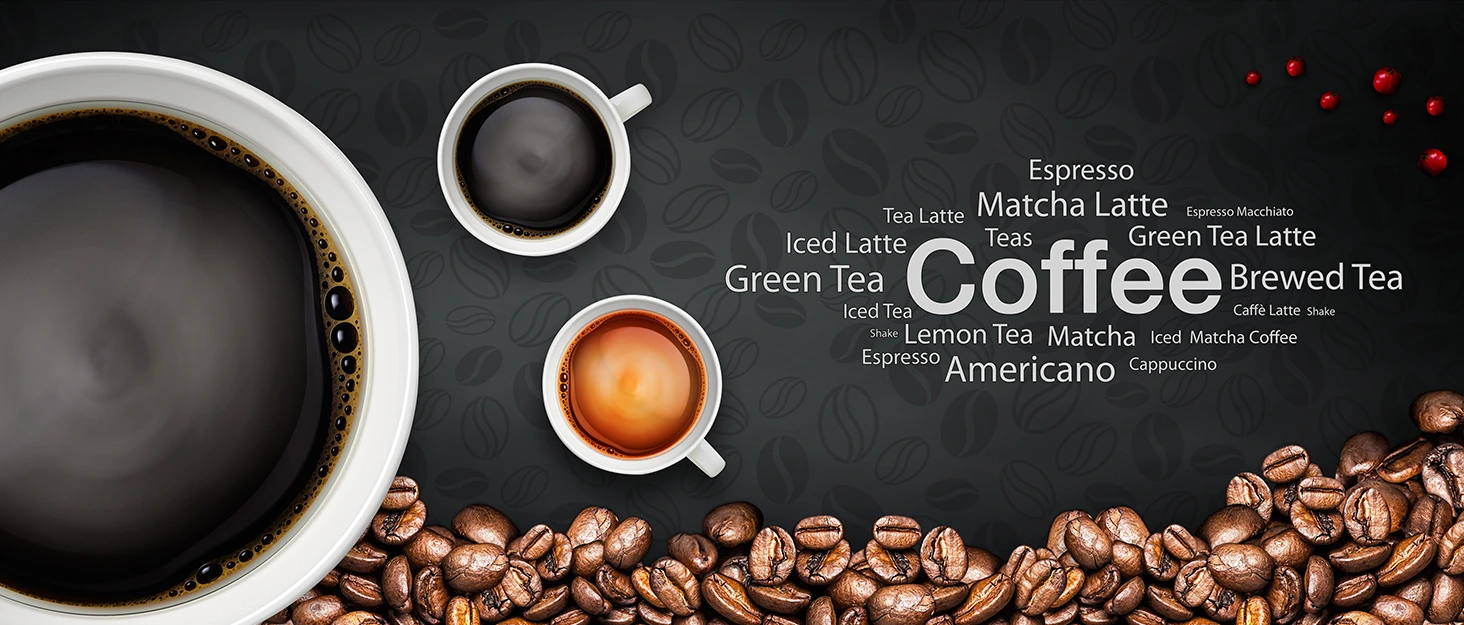 Espresso
Tea Latte Matcha Latte Espresso Macchiato
Iced Latte Teas Green Tea Latte
Green Tea Coffee Brewed Tea
Iced Tea Caffè Latte Shake
Shake Lemon Tea Matcha Iced Matcha Coffee
Espresso Americano Cappuccino